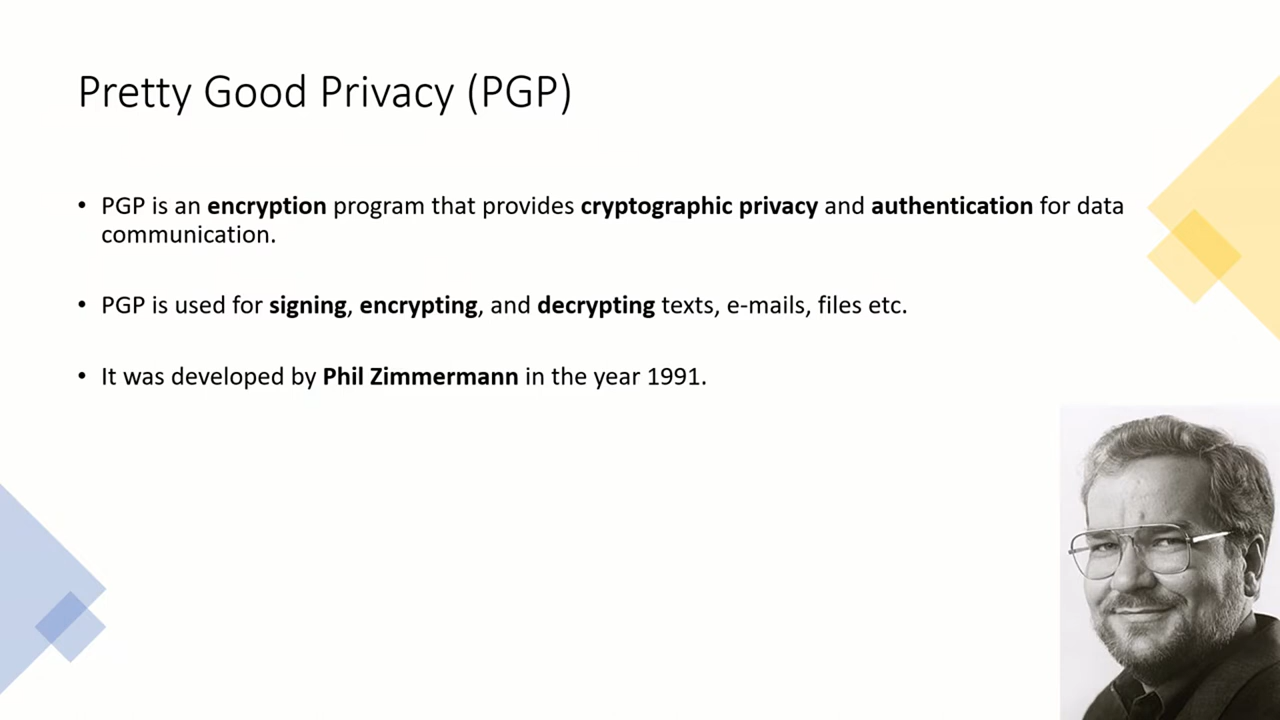 Pretty Good Privacy (PGP)
• PGP is an encryption program that provides cryptographic privacy and authentication for data
communication.
• PGP is used for signing, encrypting, and decrypting texts, e-mails, files etc.
• It was developed by Phil Zimmermann in the year 1991.